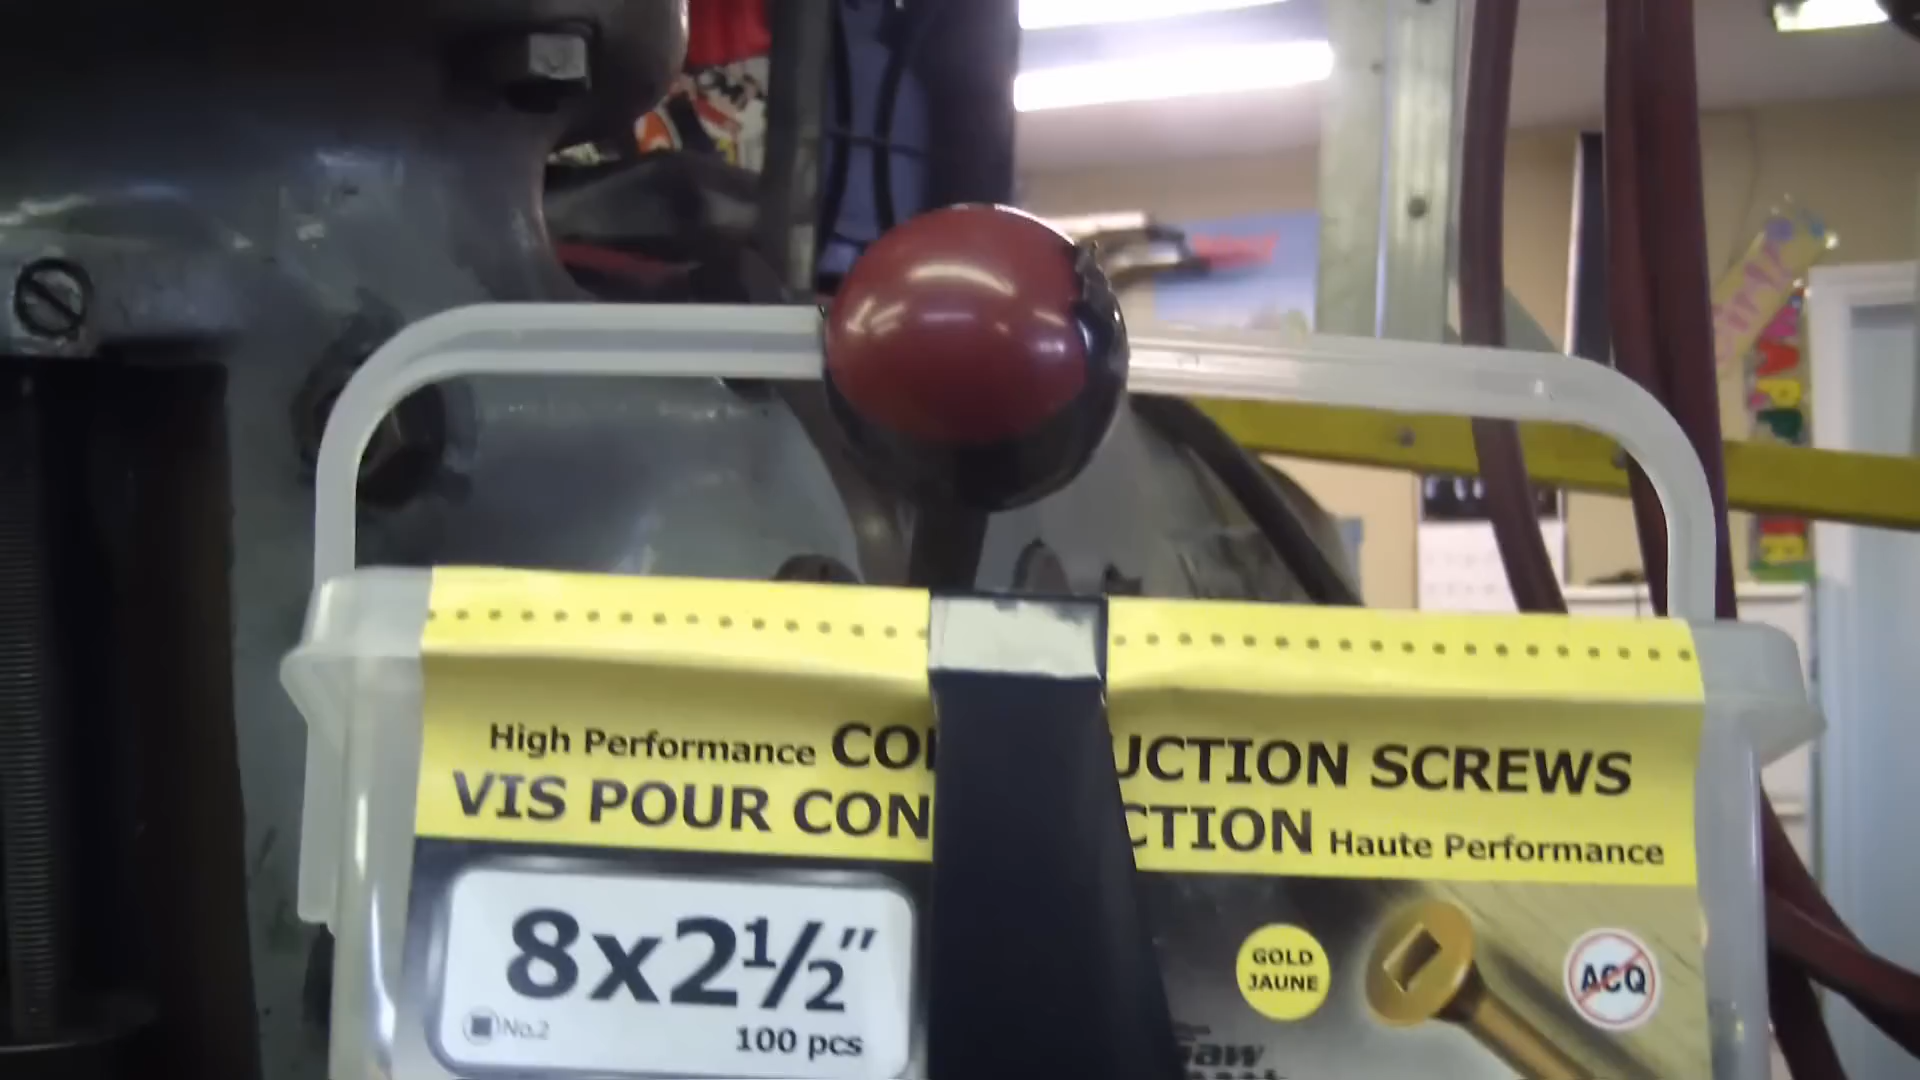 High Performance CON UCTION SCREWS
VIS POUR CON CTION Haute Performance
8x2½"
No.2
100 pcs
GOLD
JAUNE
ACQ